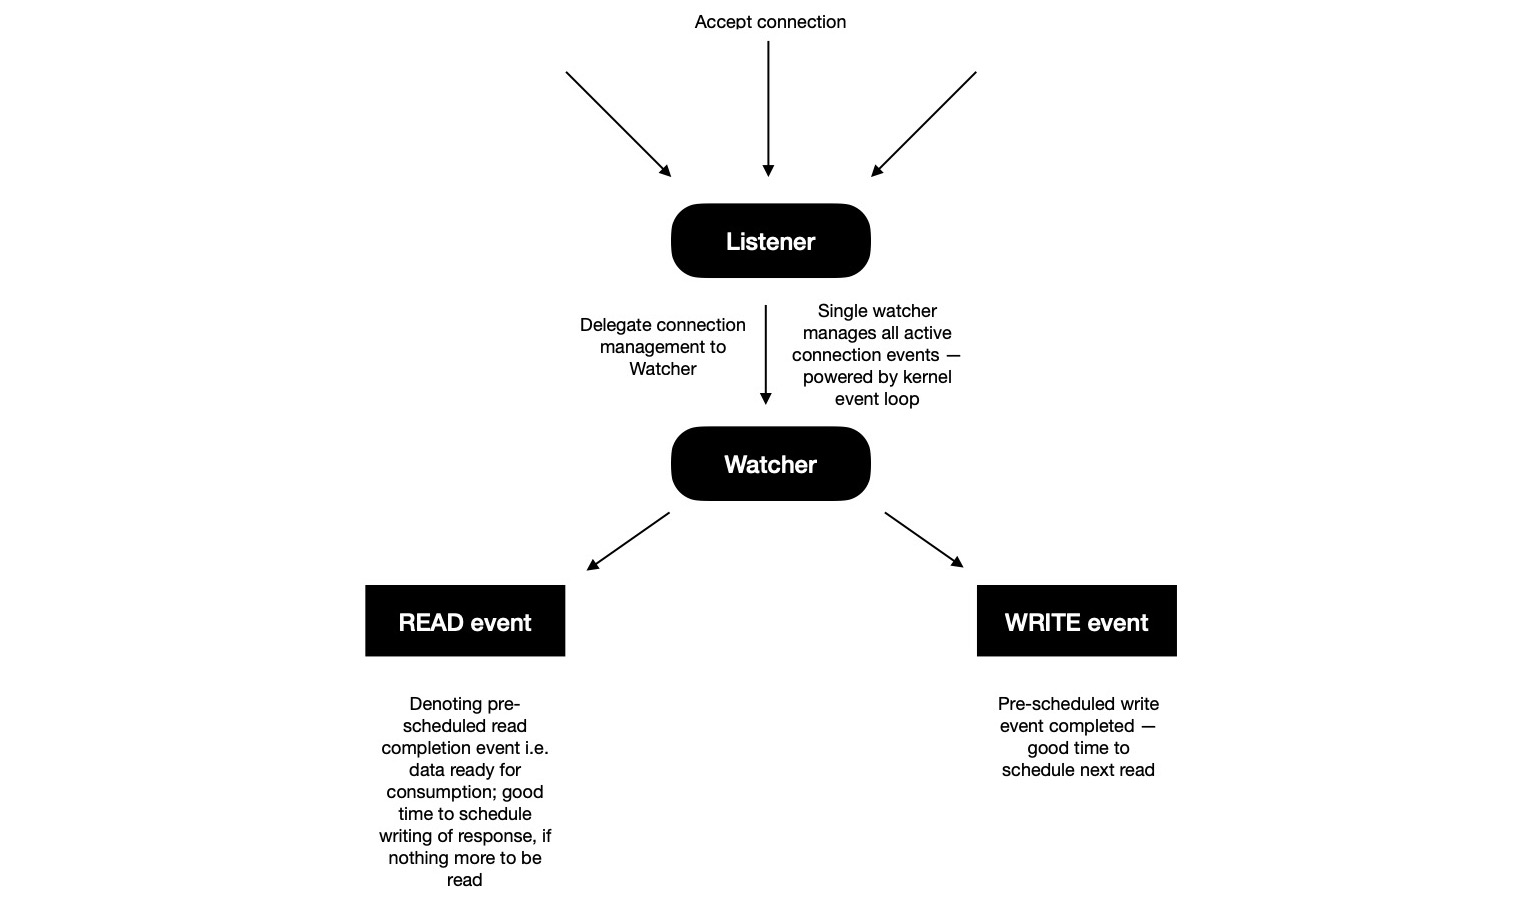 Accept connection
Listener
Delegate connection
management to
Watcher
Single watcher
manages all active
connection events —
powered by kernel
event loop
Watcher
READ event
WRITE event
Denoting pre-
scheduled read
completion event i.e.
data ready for
consumption; good
time to schedule
writing of response, if
nothing more to be
read
Pre-scheduled write
event completed —
good time to
schedule next read